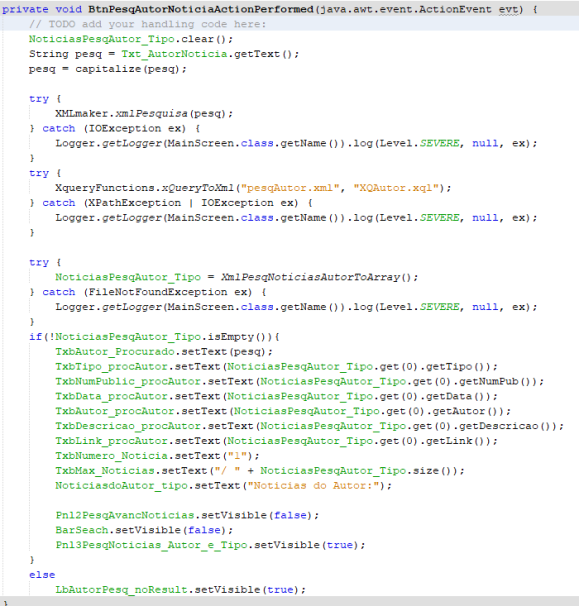 private void BtnPesqAutorNoticiaActionPerformed(java.awt.event.ActionEvent evt) {
    // TODO add your handling code here:
    NoticiasPesqAutor_Tipo.clear();
    String pesq = Txt_AutorNoticia.getText();
    pesq = capitalize(pesq);

    try {
        XMLmaker.xmlPesquisa(pesq);
    } catch (IOException ex) {
        Logger.getLogger(MainScreen.class.getName()).log(Level.SEVERE, null, ex);
    }
    try {
        XqueryFunctions.xQueryToXml("pesqAutor.xml", "XQAutor.xql");
    } catch (XPathException | IOException ex) {
        Logger.getLogger(MainScreen.class.getName()).log(Level.SEVERE, null, ex);
    }

    try {
        NoticiasPesqAutor_Tipo = XmlPesqNoticiasAutorToArray();
    } catch (FileNotFoundException ex) {
        Logger.getLogger(MainScreen.class.getName()).log(Level.SEVERE, null, ex);
    }
    if(!NoticiasPesqAutor_Tipo.isEmpty()){
        TxbAutor_Procurado.setText(pesq);
        TxbTipo_procAutor.setText(NoticiasPesqAutor_Tipo.get(0).getTipo());
        TxbNumPublic_procAutor.setText(NoticiasPesqAutor_Tipo.get(0).getNumPub());
        TxbData_procAutor.setText(NoticiasPesqAutor_Tipo.get(0).getData());
        TxbAutor_procAutor.setText(NoticiasPesqAutor_Tipo.get(0).getAutor());
        TxbDescricao_procAutor.setText(NoticiasPesqAutor_Tipo.get(0).getDescricao());
        TxbLink_procAutor.setText(NoticiasPesqAutor_Tipo.get(0).getLink());
        TxbNumero_Noticia.setText("1");
        TxbMax_Noticias.setText("/ " + NoticiasPesqAutor_Tipo.size());
        NoticiasdoAutor_tipo.setText("Noticias do Autor:");

        Pnl2PesqAvancNoticias.setVisible(false);
        BarSeach.setVisible(false);
        Pnl3PesqNoticias_Autor_e_Tipo.setVisible(true);
    }
    else
        LbAutorPesq_noResult.setVisible(true);
}